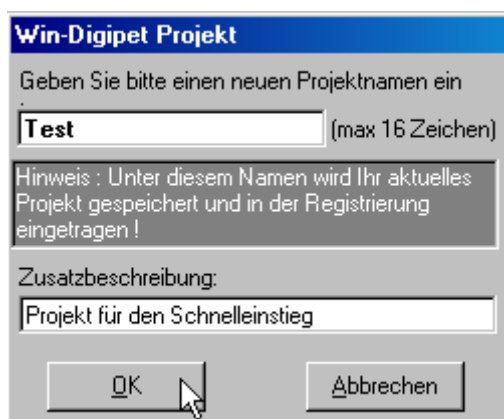 Win-Digipet Projekt
Geben Sie bitte einen neuen Projektnamen ein
:
Test (max 16 Zeichen)
Hinweis : Unter diesem Namen wird Ihr aktuelles
Projekt gespeichert und in der Registrierung
eingetragen !
Zusatzbeschreibung:
Projekt für den Schnelleinstieg
OK Abbrechen